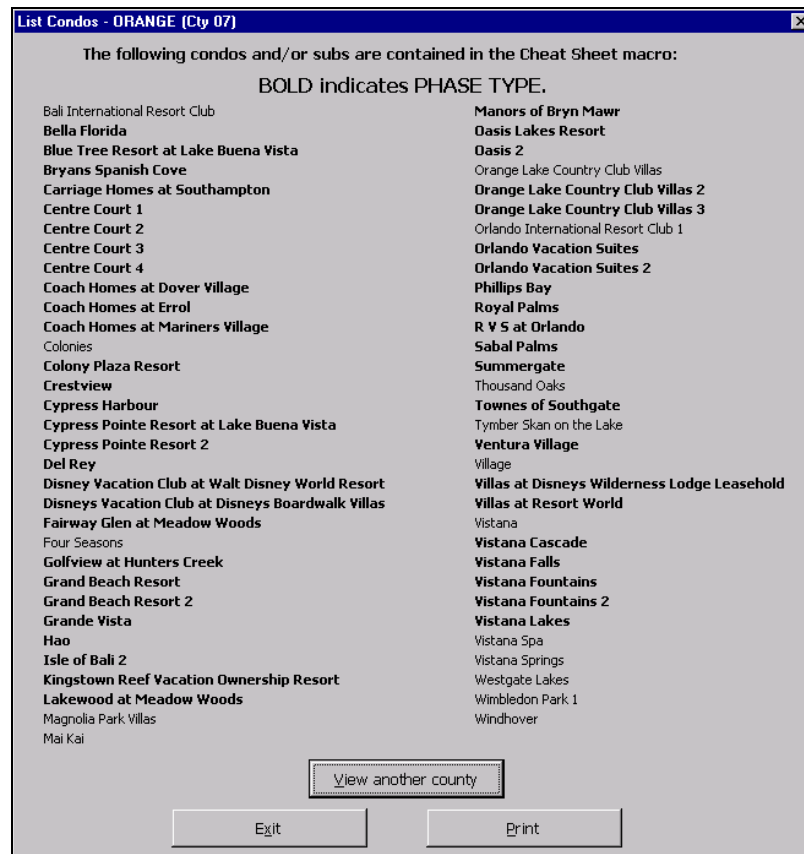 List Condos - ORANGE (Cty 07)
The following condos and/or subs are contained in the Cheat Sheet macro:
BOLD indicates PHASE TYPE.
Bali International Resort Club
Bella Florida
Blue Tree Resort at Lake Buena Vista
Bryans Spanish Cove
Carriage Homes at Southampton
Centre Court 1
Centre Court 2
Centre Court 3
Centre Court 4
Coach Homes at Dover Village
Coach Homes at Errol
Coach Homes at Mariners Village
Colonies
Colony Plaza Resort
Crestview
Cypress Harbour
Cypress Pointe Resort at Lake Buena Vista
Cypress Pointe Resort 2
Del Rey
Disney Vacation Club at Walt Disney World Resort
Disneys Vacation Club at Disneys Boardwalk Villas
Fairway Glen at Meadow Woods
Four Seasons
Golfview at Hunters Creek
Grand Beach Resort
Grand Beach Resort 2
Grande Vista
Hao
Isle of Bali 2
Kingstown Reef Vacation Ownership Resort
Lakewood at Meadow Woods
Magnolia Park Villas
Mai Kai
Manors of Bryn Mawr
Oasis Lakes Resort
Oasis 2
Orange Lake Country Club Villas
Orange Lake Country Club Villas 2
Orange Lake Country Club Villas 3
Orlando International Resort Club 1
Orlando Vacation Suites
Orlando Vacation Suites 2
Phillips Bay
Royal Palms
R V S at Orlando
Sabal Palms
Summergate
Thousand Oaks
Townes of Southgate
Tymber Skan on the Lake
Ventura Village
Village
Villas at Disneys Wilderness Lodge Leasehold
Villas at Resort World
Vistana
Vistana Cascade
Vistana Falls
Vistana Fountains
Vistana Fountains 2
Vistana Lakes
Vistana Spa
Vistana Springs
Westgate Lakes
Wimbledon Park 1
Windhover
View another county
Exit
Print